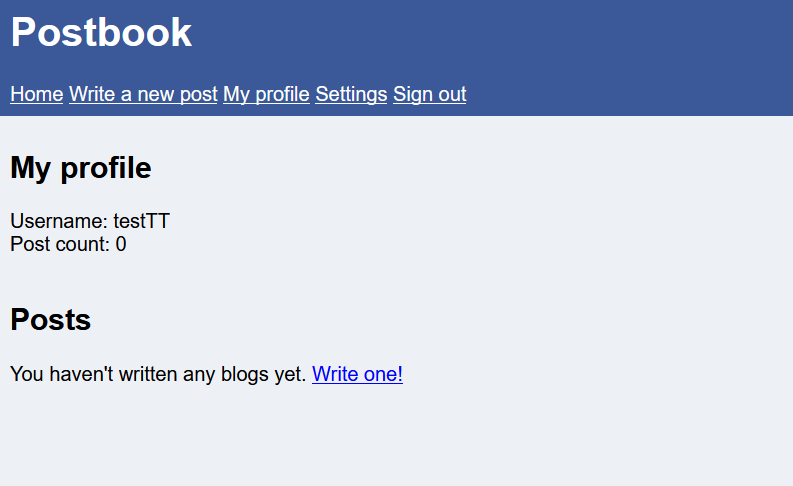 Postbook
Home Write a new post My profile Settings Sign out
My profile
Username: testTT
Post count: 0
Posts
You haven't written any blogs yet. Write one!